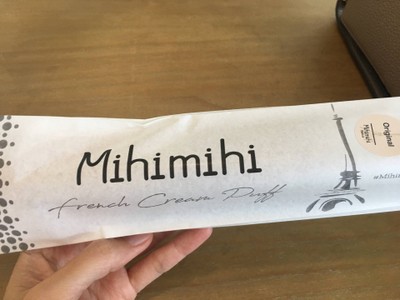 Mihimihi
French Cream Puff
Original
#Mihi